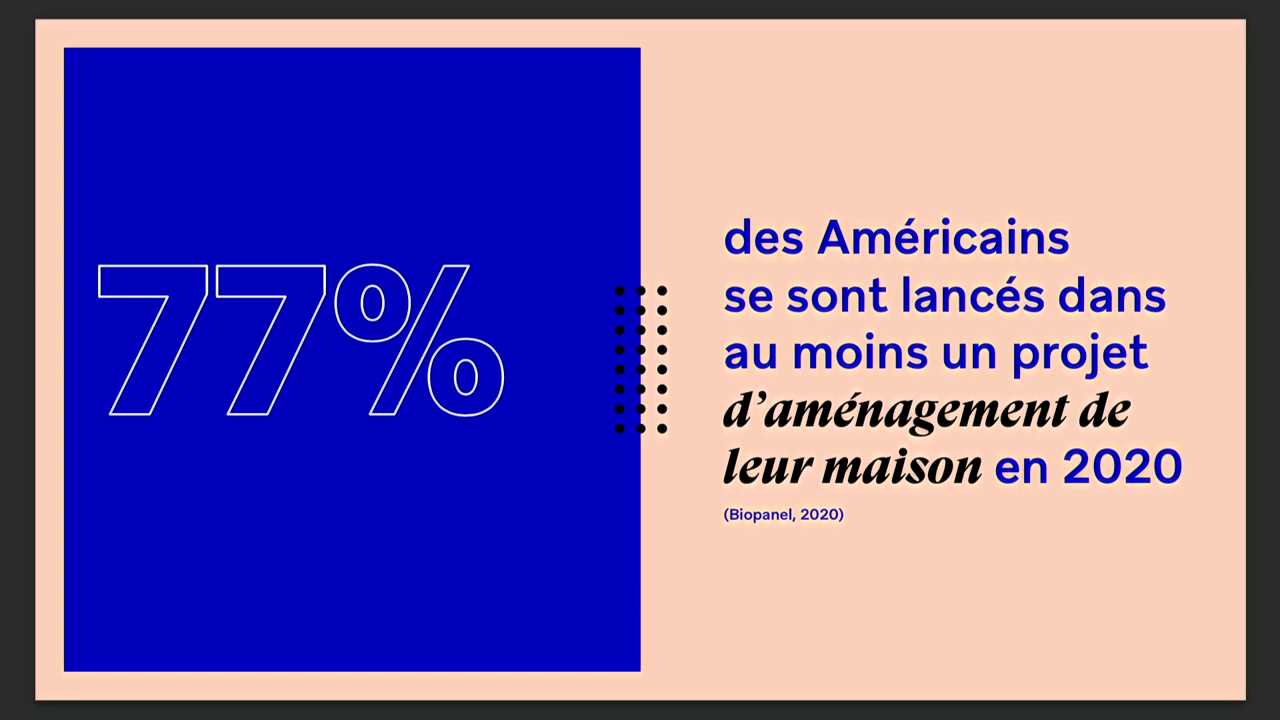 77%
des Américains
se sont lancés dans
au moins un projet
d’aménagement de
leur maison en 2020
(Biopanel, 2020)